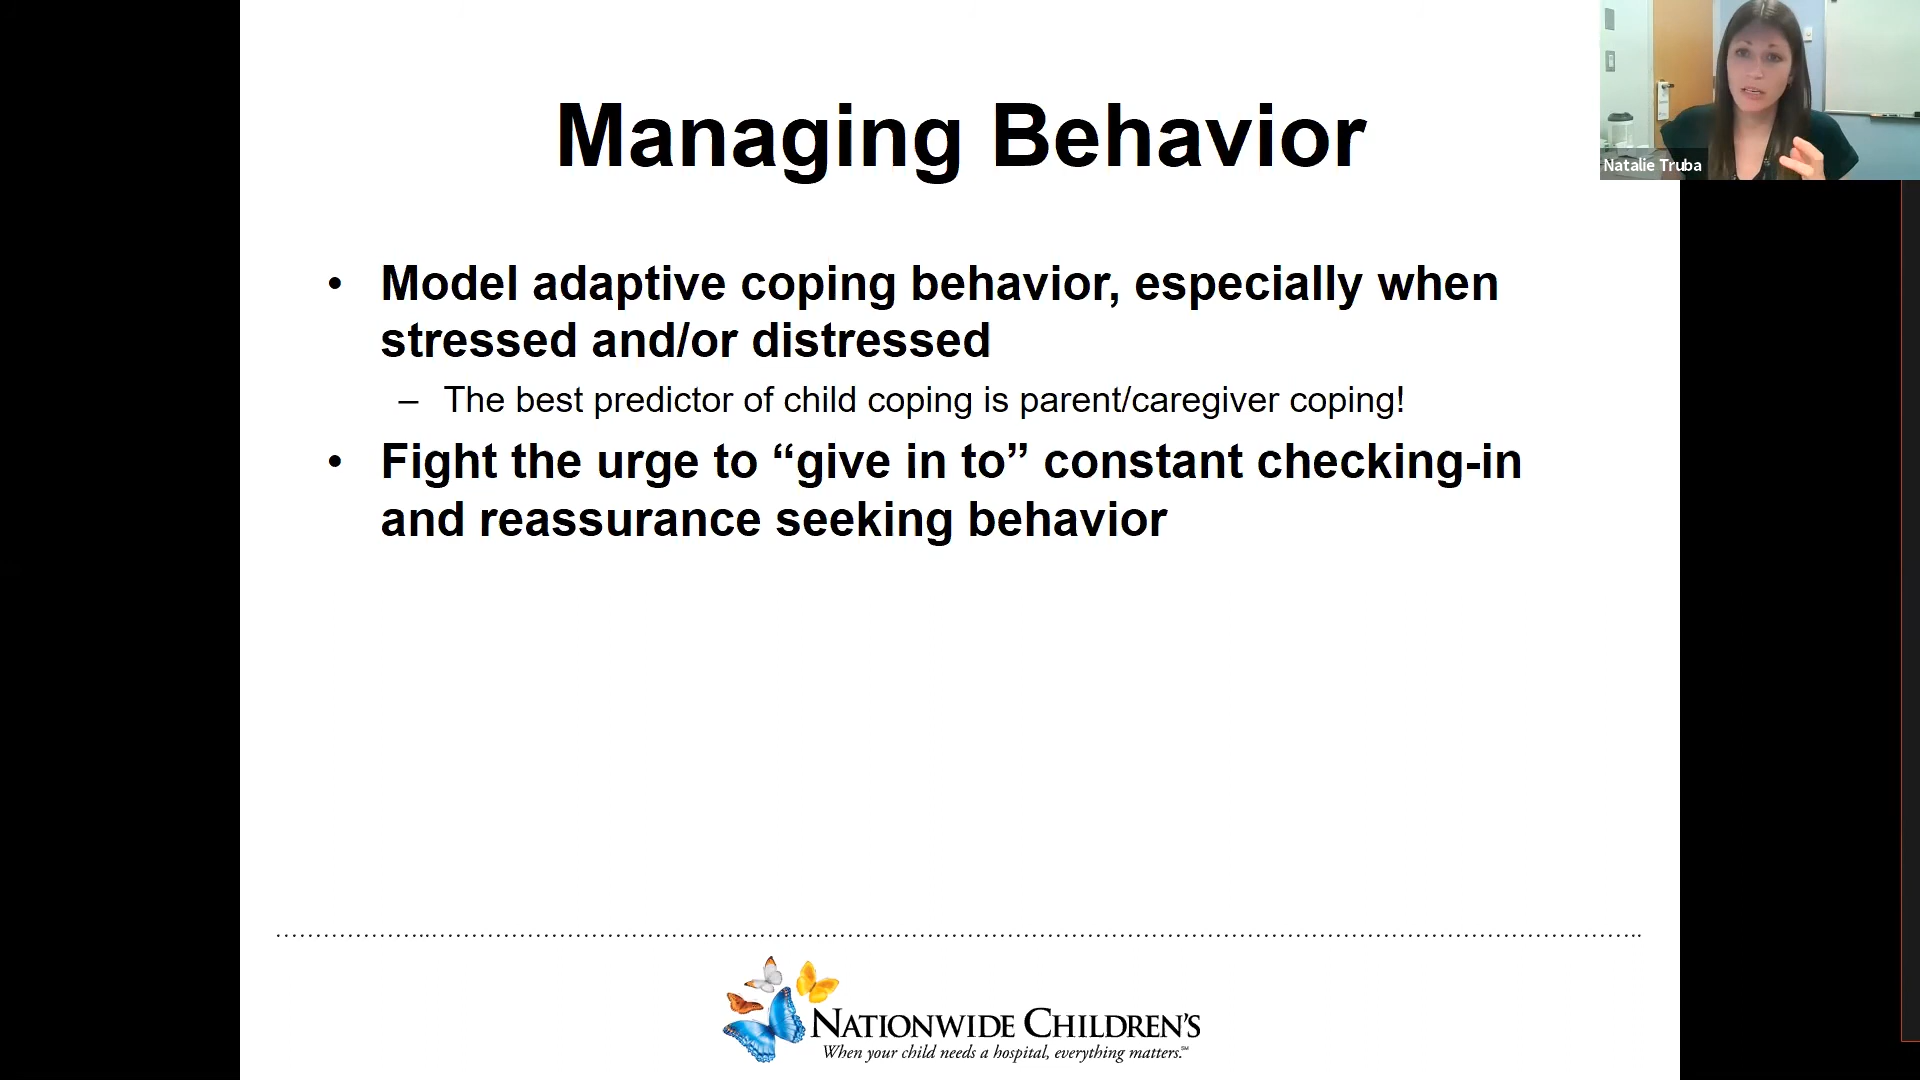 Managing Behavior
Natalie Truba
• Model adaptive coping behavior, especially when
stressed and/or distressed
– The best predictor of child coping is parent/caregiver coping!
• Fight the urge to “give in to” constant checking-in
and reassurance seeking behavior
NATIONWIDE CHILDREN'S
When your child needs a hospital, everything matters.℠